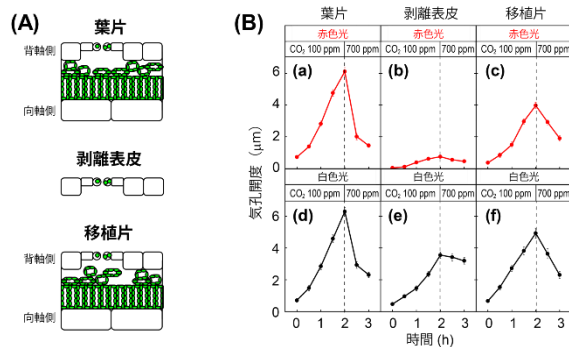 (A)
葉片
背軸側
向軸側
剥離表皮
移植片
背軸側
向軸側
(B)
葉片 剥離表皮 移植片
赤色光 赤色光 赤色光
CO₂ 100 ppm 700 ppm CO₂ 100 ppm 700 ppm CO₂ 100 ppm 700 ppm
(a) (b) (c)
6
4
2
0
白色光 白色光 白色光
CO₂ 100 ppm 700 ppm CO₂ 100 ppm 700 ppm CO₂ 100 ppm 700 ppm
(d) (e) (f)
6
4
2
0
気孔開度 (μm)
0 1 2 3 0 1 2 3 0 1 2 3
時間 (h)